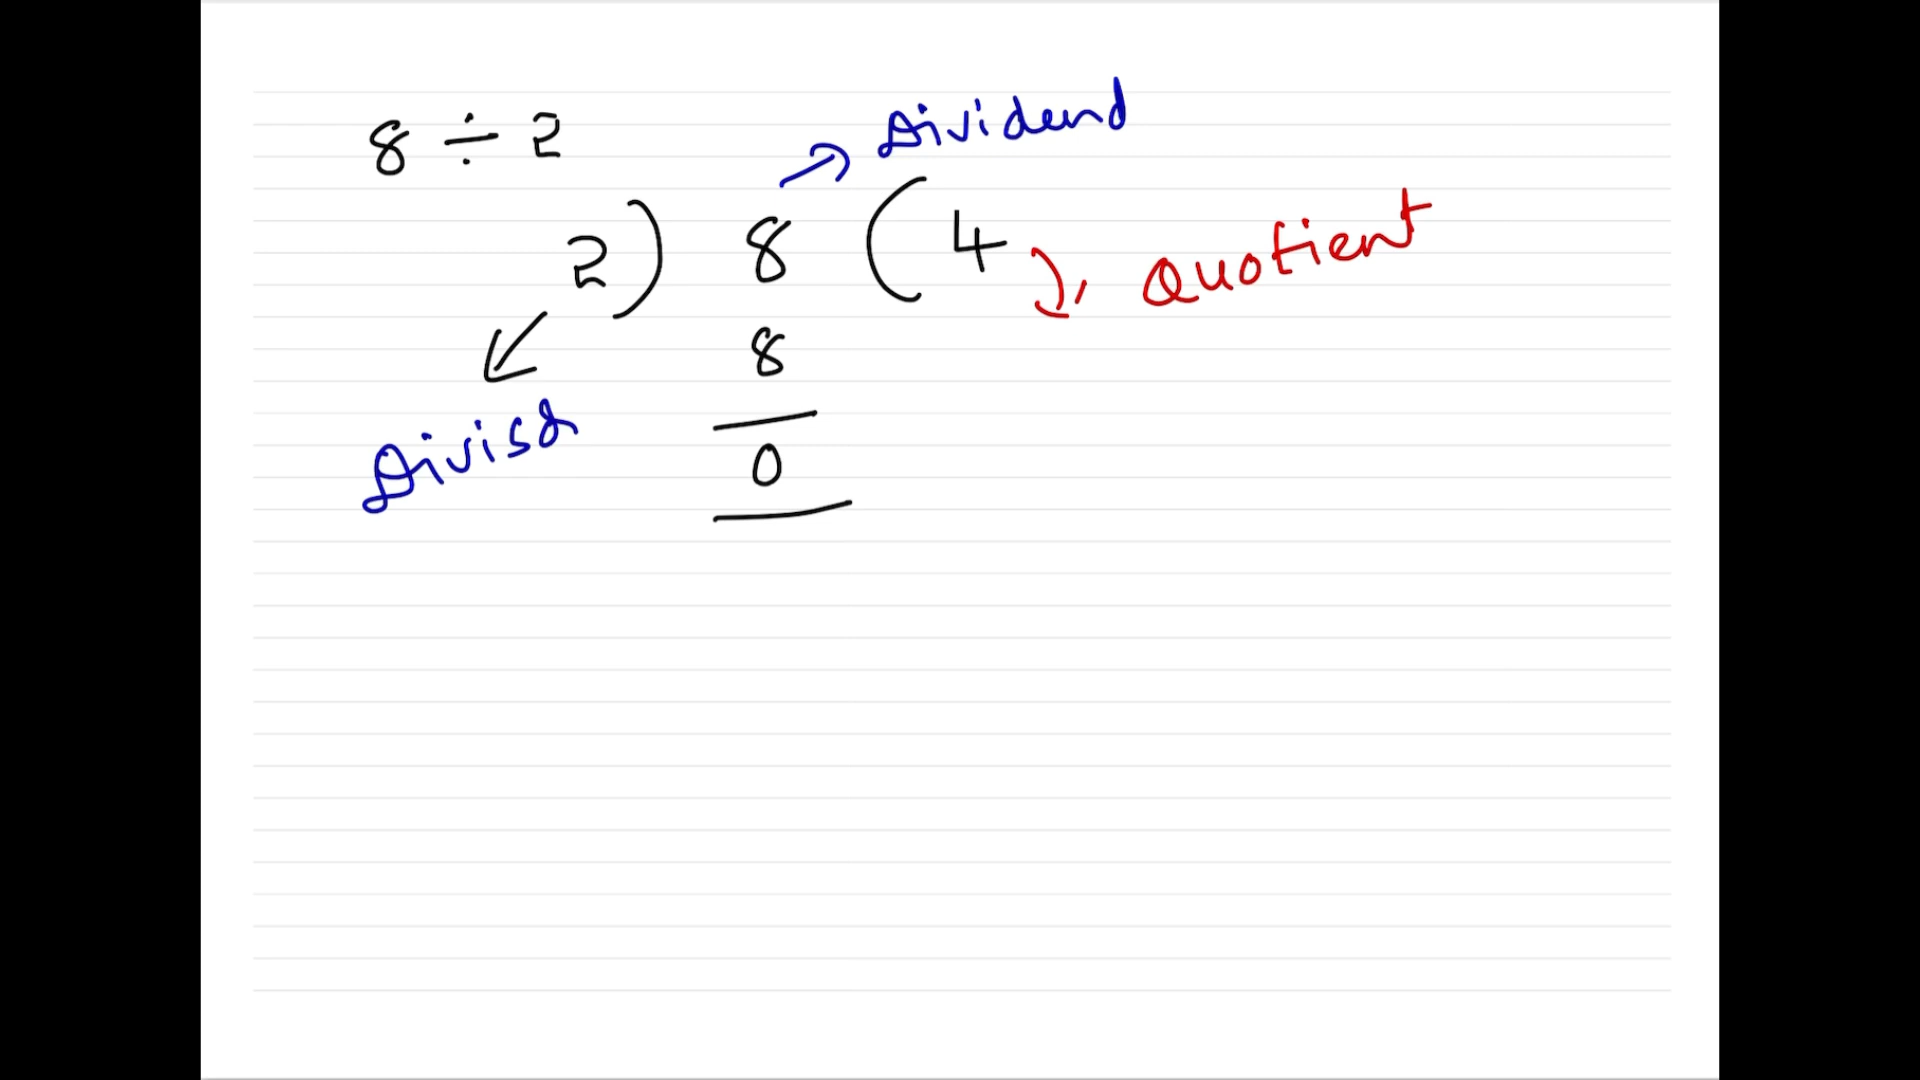 8 ÷ 2
Dividend
2 ) 8 ( 4
Quotient
8
Divisor
0